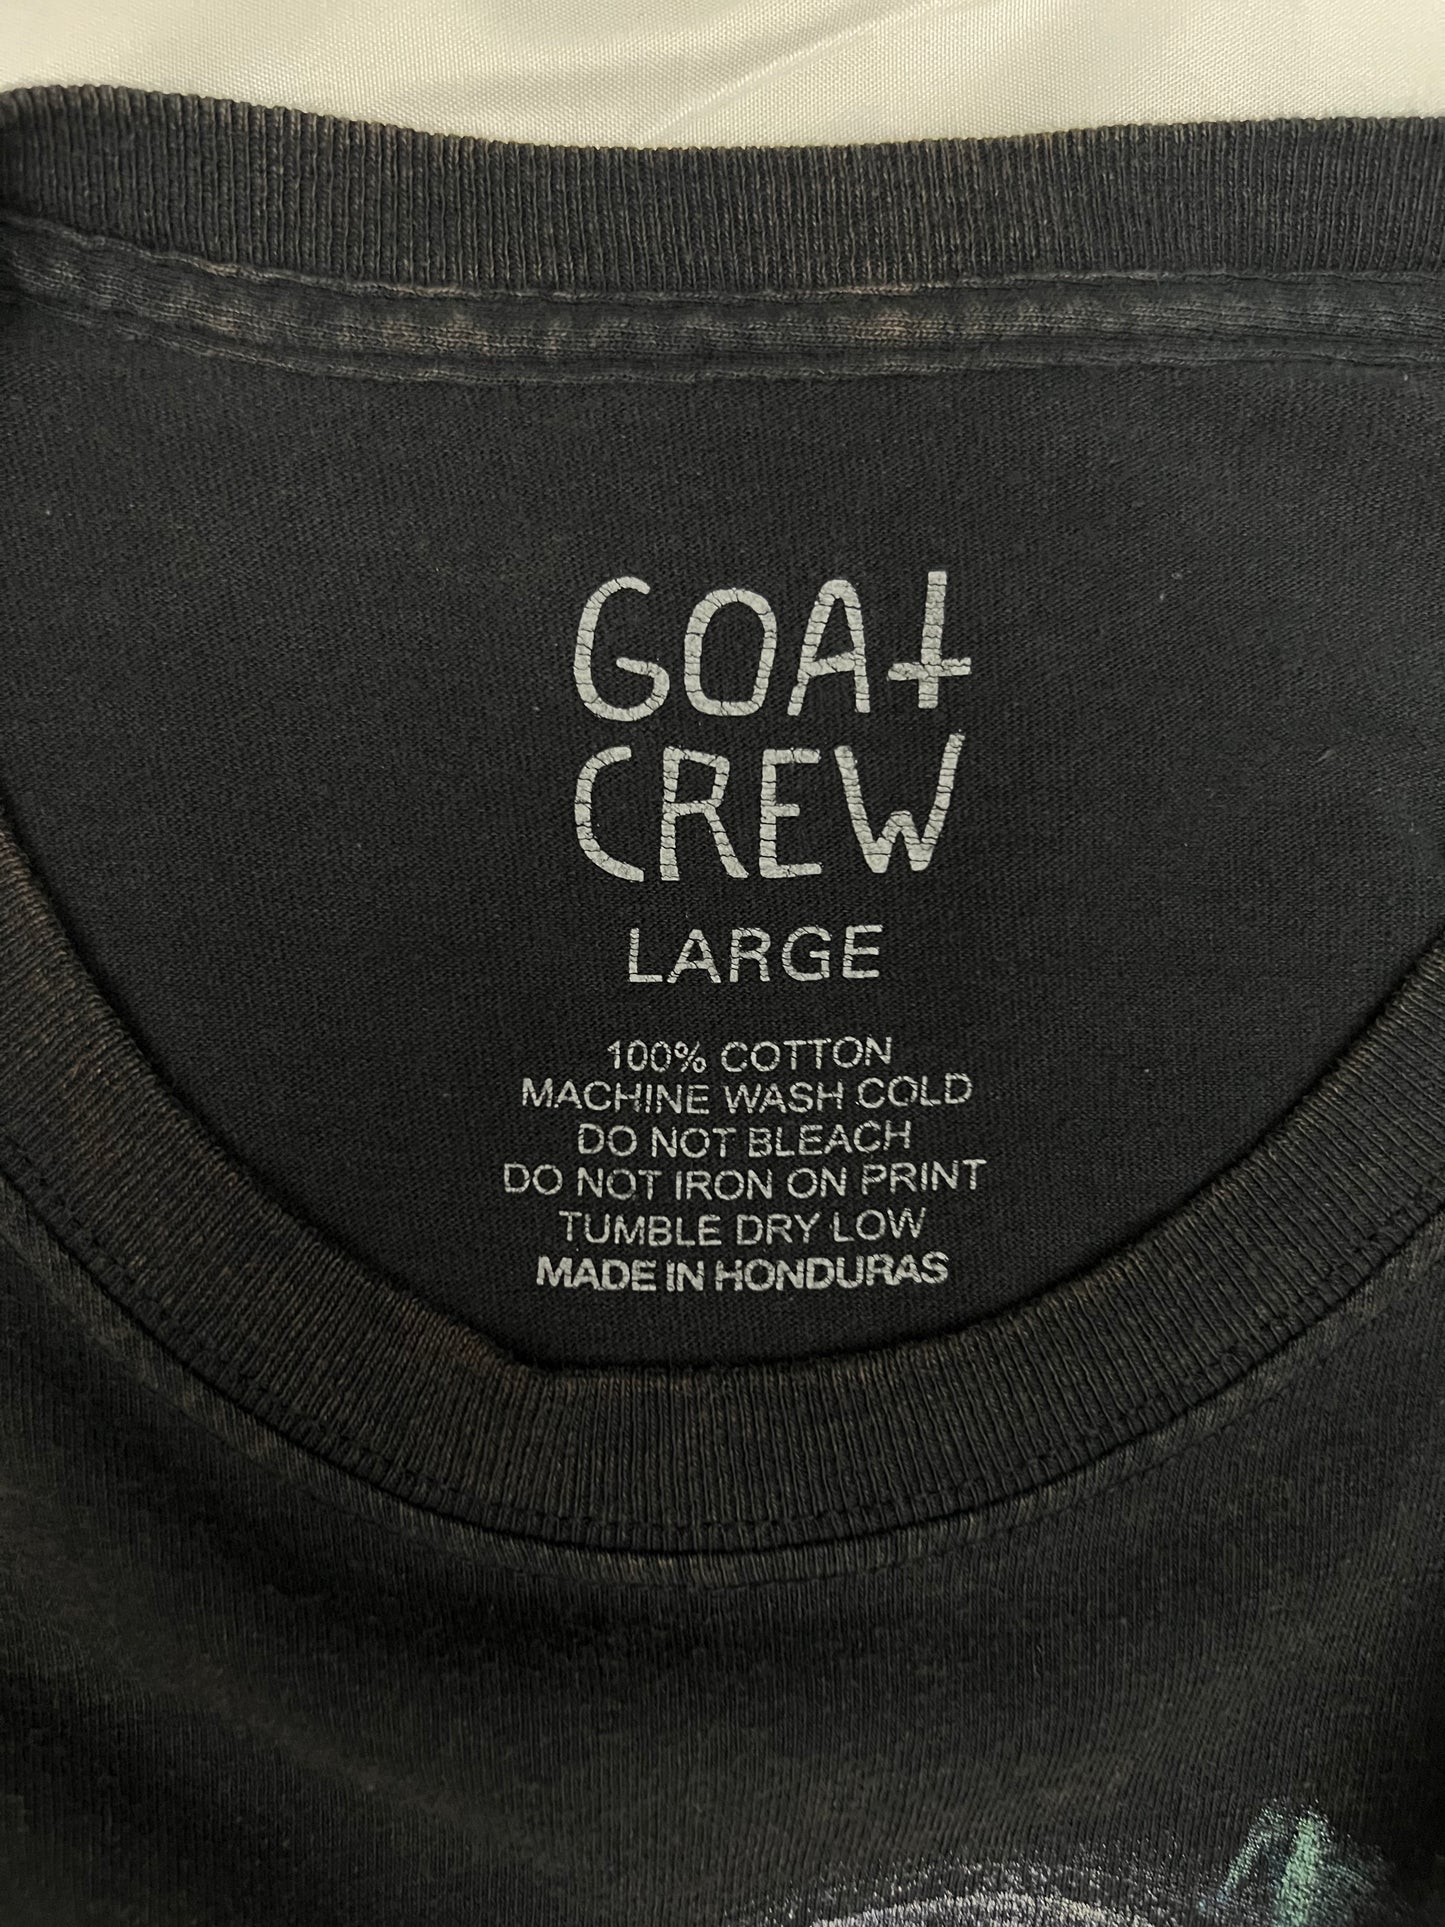 GOAT
CREW
LARGE
100% COTTON
MACHINE WASH COLD
DO NOT BLEACH
DO NOT IRON ON PRINT
TUMBLE DRY LOW
MADE IN HONDURAS